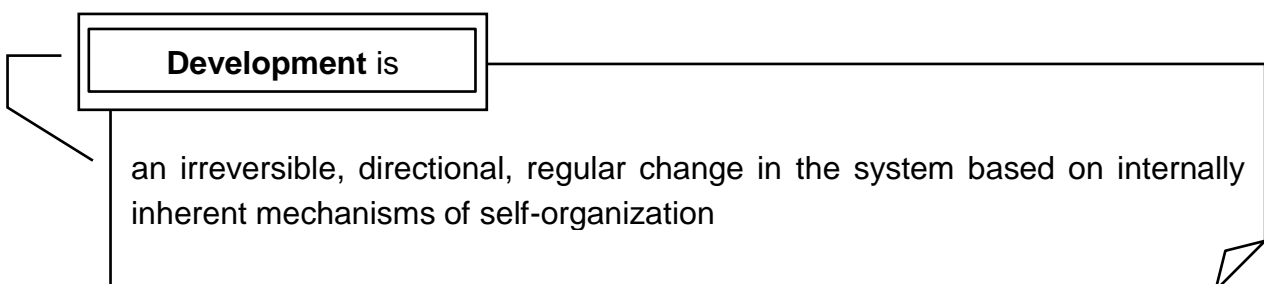 Development is
an irreversible, directional, regular change in the system based on internally
inherent mechanisms of self-organization